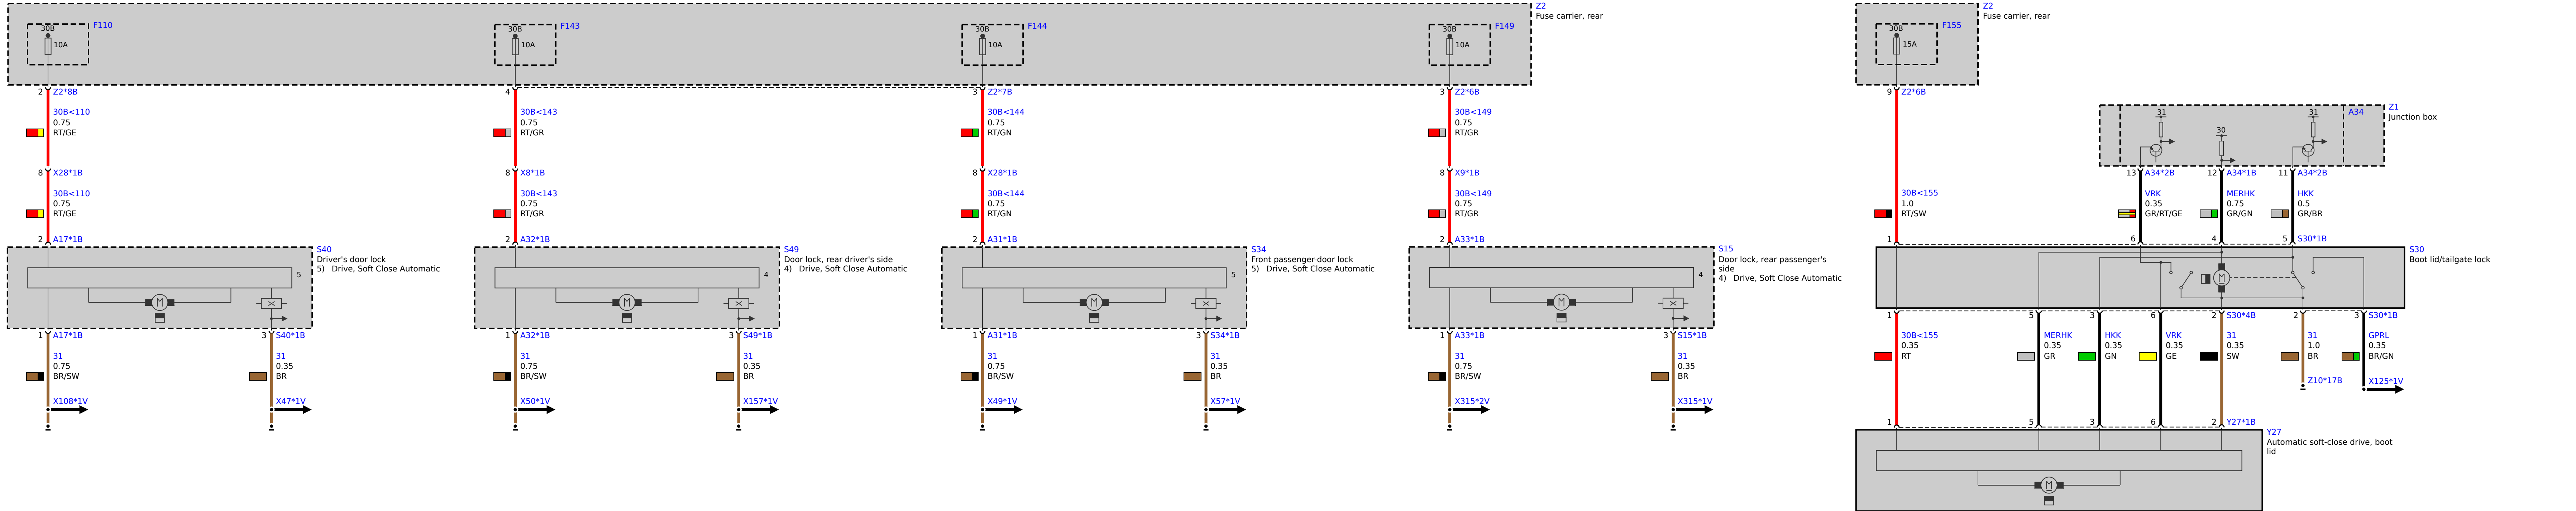 Z2
Fuse carrier, rear
F110
30B
10A
F143
30B
10A
F144
30B
10A
F149
30B
10A
Z2
Fuse carrier, rear
F155
30B
15A
2 Z2*8B
4
3 Z2*7B
3 Z2*6B
9 Z2*6B
30B<110
0.75
RT/GE
30B<143
0.75
RT/GR
30B<144
0.75
RT/GN
30B<149
0.75
RT/GR
Z1
Junction box
A34
31
30
31
8 X28*1B
8 X8*1B
8 X28*1B
8 X9*1B
13 A34*2B
12 A34*1B
11 A34*2B
30B<110
0.75
RT/GE
30B<143
0.75
RT/GR
30B<144
0.75
RT/GN
30B<149
0.75
RT/GR
30B<155
1.0
RT/SW
VRK
0.35
GR/RT/GE
MERHK
0.75
GR/GN
HKK
0.5
GR/BR
2 A17*1B
2 A32*1B
2 A31*1B
2 A33*1B
1
6
4
5 S30*1B
S40
Driver's door lock
5) Drive, Soft Close Automatic
5
M
S49
Door lock, rear driver's side
4) Drive, Soft Close Automatic
4
M
S34
Front passenger-door lock
5) Drive, Soft Close Automatic
5
M
S15
Door lock, rear passenger's
side
4) Drive, Soft Close Automatic
4
M
S30
Boot lid/tailgate lock
M
1 A17*1B
3 S40*1B
1 A32*1B
3 S49*1B
1 A31*1B
3 S34*1B
1 A33*1B
3 S15*1B
1
5
3
6
2 S30*4B
2
3 S30*1B
31
0.75
BR/SW
31
0.35
BR
31
0.75
BR/SW
31
0.35
BR
31
0.75
BR/SW
31
0.35
BR
31
0.75
BR/SW
31
0.35
BR
30B<155
0.35
RT
MERHK
0.35
GR
HKK
0.35
GN
VRK
0.35
GE
31
0.35
SW
31
1.0
BR
GPRL
0.35
BR/GN
X108*1V
X47*1V
X50*1V
X157*1V
X49*1V
X57*1V
X315*2V
X315*1V
Z10*17B
X125*1V
1
5
3
6
2 Y27*1B
Y27
Automatic soft-close drive, boot
lid
M